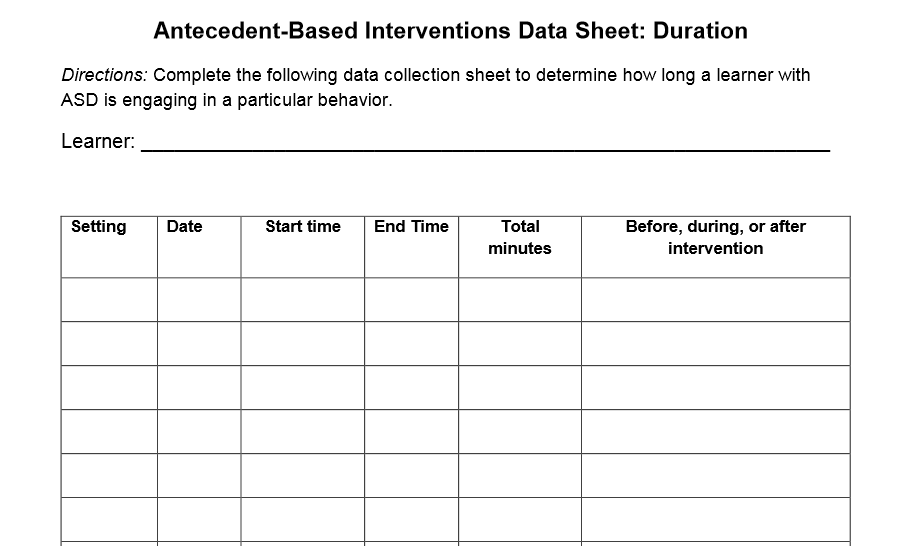 Antecedent-Based Interventions Data Sheet: Duration
Directions: Complete the following data collection sheet to determine how long a learner with
ASD is engaging in a particular behavior.
Learner:
Setting Date Start time End Time Total minutes Before, during, or after intervention